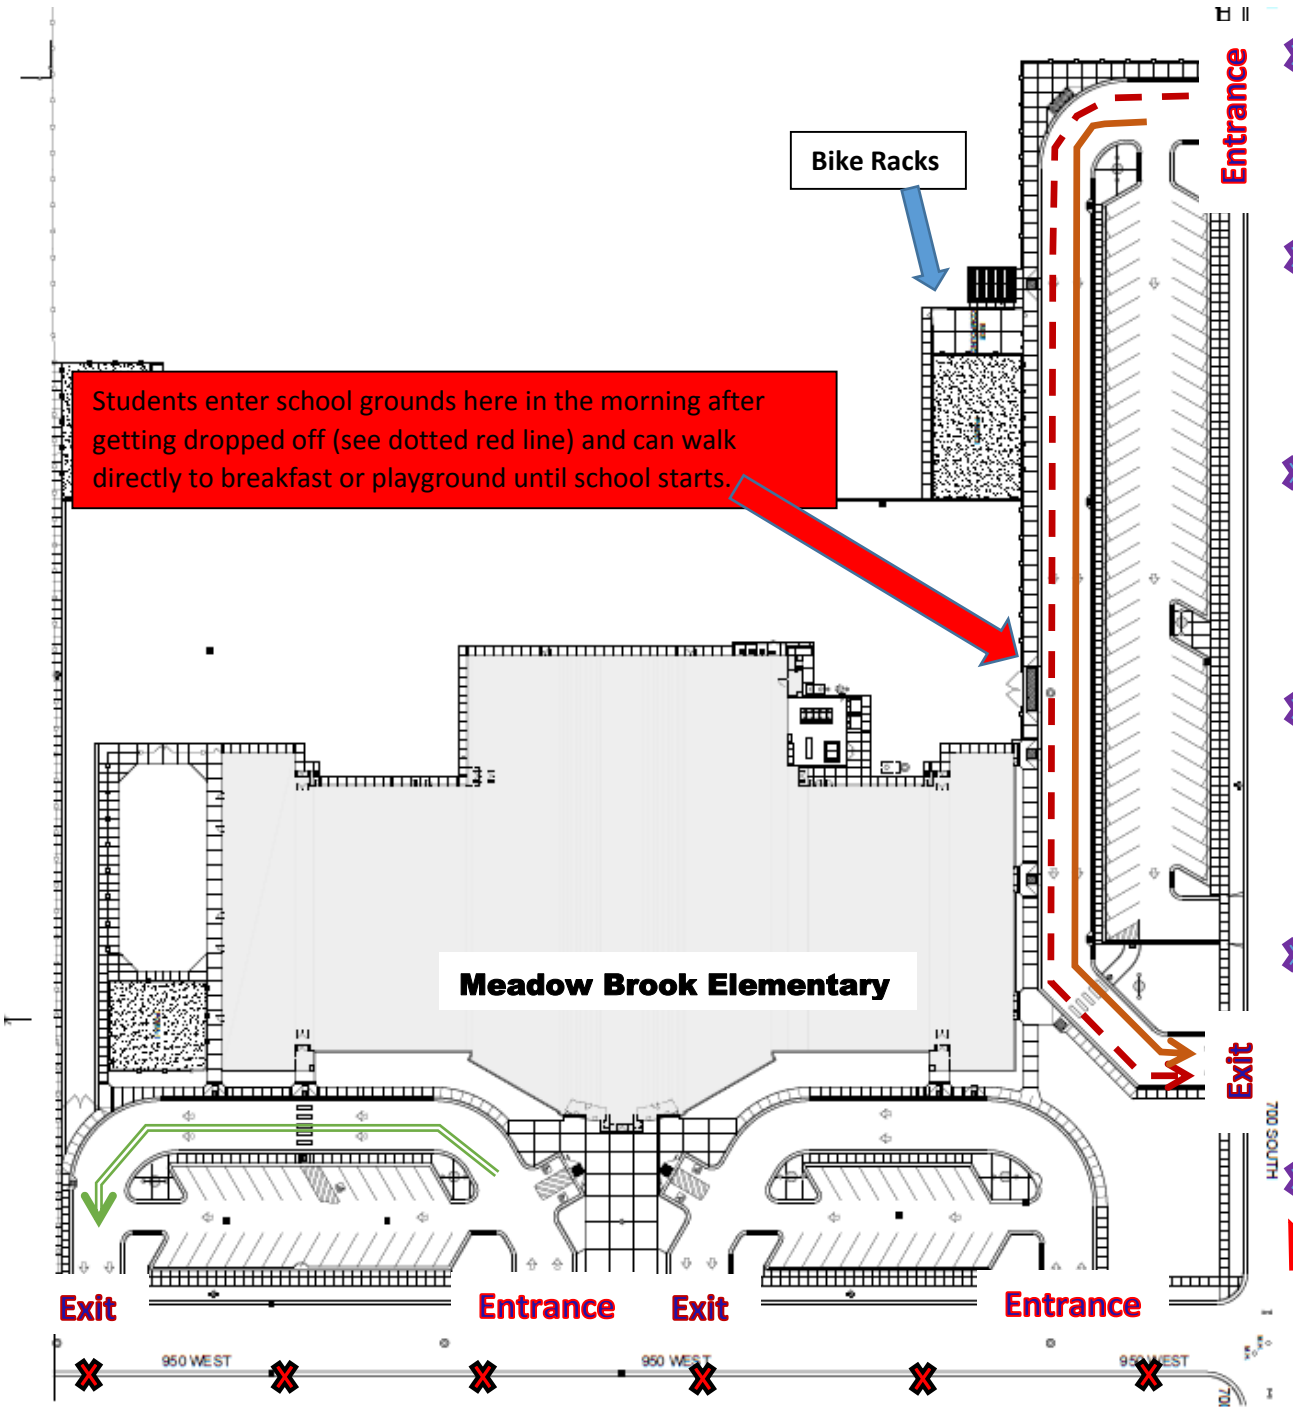 Entrance
Bike Racks
Students enter school grounds here in the morning after
getting dropped off (see dotted red line) and can walk
directly to breakfast or playground until school starts.
Meadow Brook Elementary
Exit
700 SOUTH
Exit
Entrance
Exit
Entrance
950 WEST
950 WEST
950 WEST